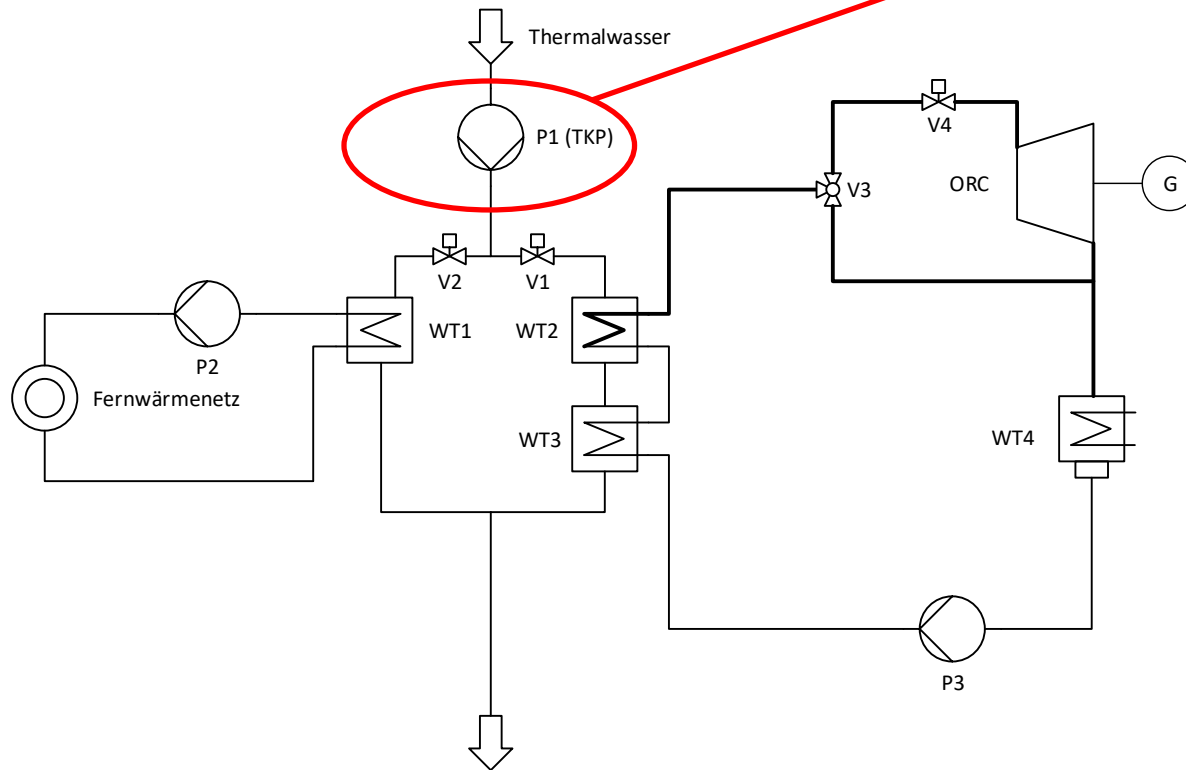 Thermalwasser
P1 (TKP)
V4
V3
ORC
G
V2
V1
WT1
WT2
P2
Fernwärmenetz
WT3
WT4
P3